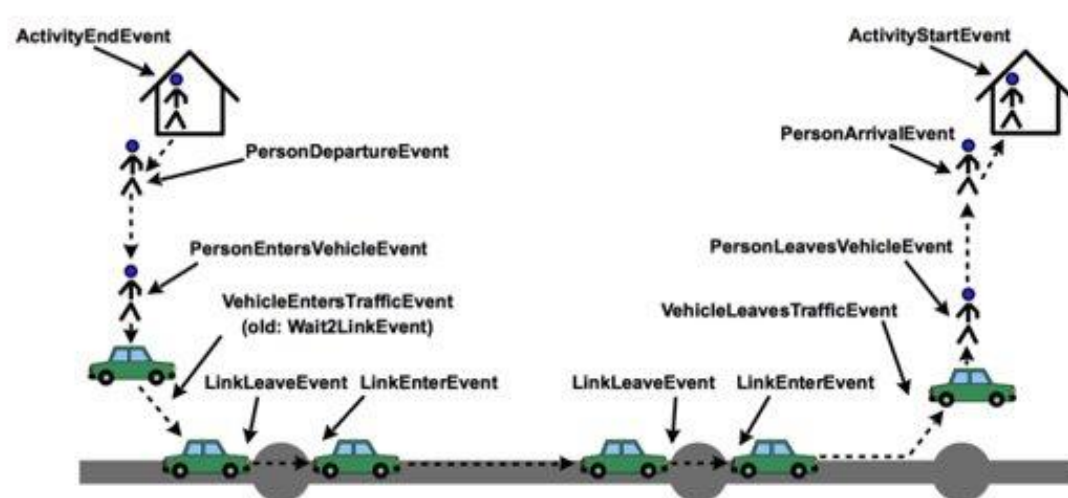 ActivityEndEvent
ActivityStartEvent
PersonDepartureEvent
PersonArrivalEvent
PersonEntersVehicleEvent
PersonLeavesVehicleEvent
VehicleEntersTrafficEvent
(old: Wait2LinkEvent)
VehicleLeavesTrafficEvent
LinkLeaveEvent
LinkEnterEvent
LinkLeaveEvent
LinkEnterEvent